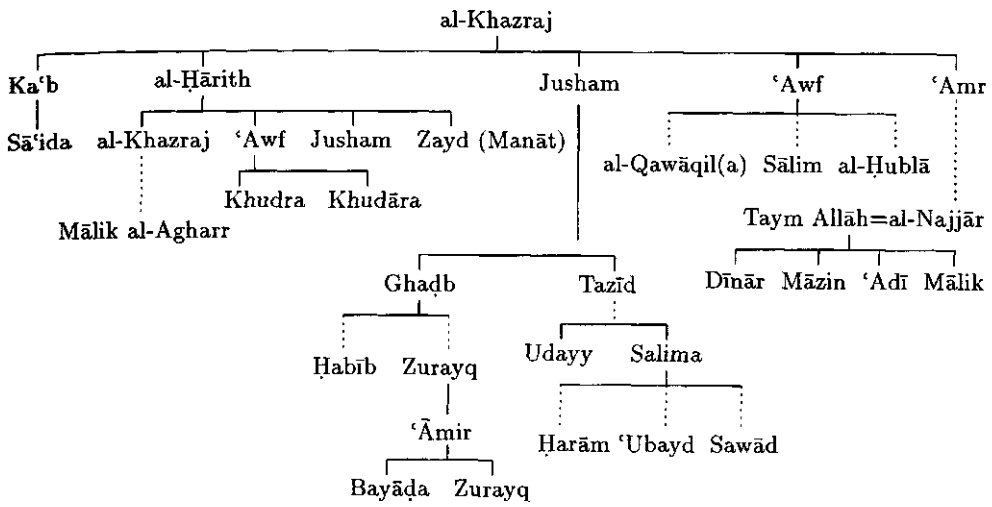 al-Khazraj
Ka‘b al-Ḥārith Jusham ‘Awf ‘Amr
Sā‘ida al-Khazraj ‘Awf Jusham Zayd (Manāt)
al-Qawāqil(a) Sālim al-Ḥublā
Khudra Khudāra
Mālik al-Agharr
Taym Allāh=al-Najjār
Ghaḍb Tazīd Dīnār Māzin ‘Adī Mālik
Ḥabīb Zurayq Udayy Salima
‘Āmir Ḥarām ‘Ubayd Sawād
Bayāḍa Zurayq